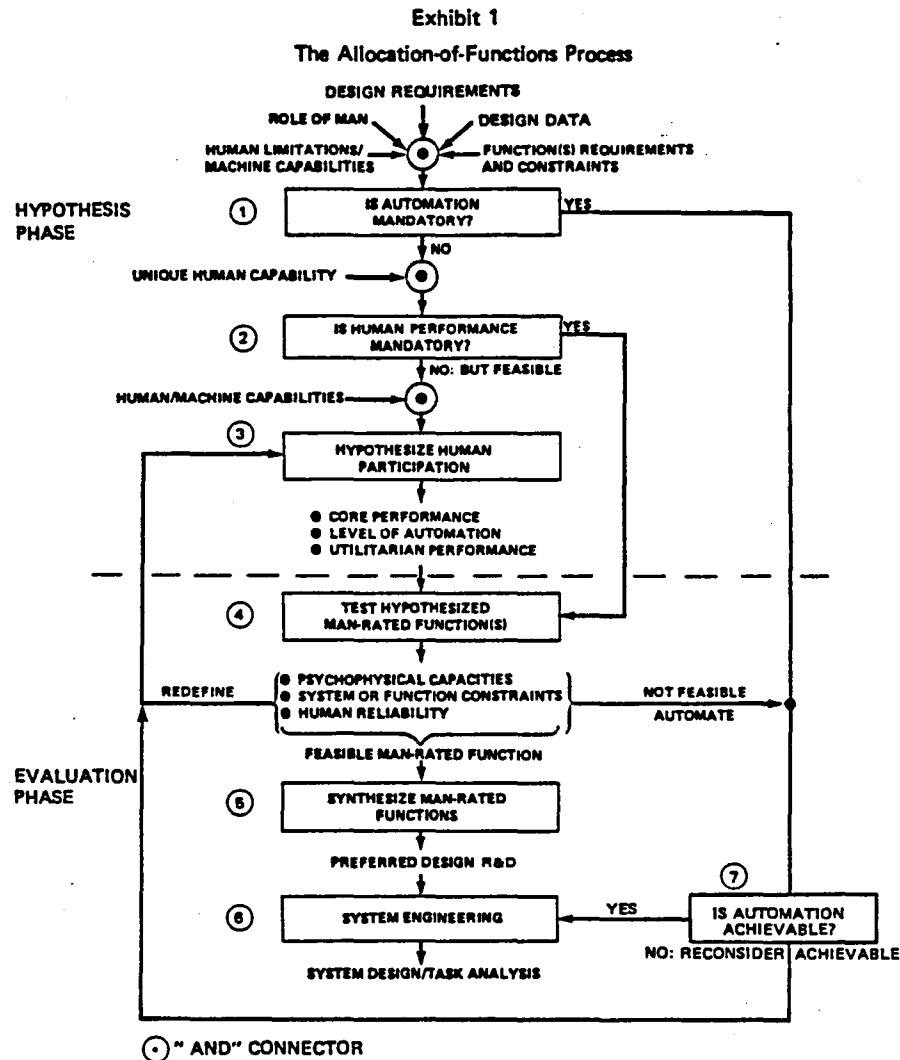 Exhibit 1
The Allocation-of-Functions Process
DESIGN REQUIREMENTS
ROLE OF MAN
DESIGN DATA
HUMAN LIMITATIONS/
MACHINE CAPABILITIES
FUNCTION(S) REQUIREMENTS
AND CONSTRAINTS
HYPOTHESIS
PHASE
1
IS AUTOMATION
MANDATORY?
YES
NO
UNIQUE HUMAN CAPABILITY
2
IS HUMAN PERFORMANCE
MANDATORY?
YES
NO: BUT FEASIBLE
HUMAN/MACHINE CAPABILITIES
3
HYPOTHESIZE HUMAN
PARTICIPATION
● CORE PERFORMANCE
● LEVEL OF AUTOMATION
● UTILITARIAN PERFORMANCE
4
TEST HYPOTHESIZED
MAN-RATED FUNCTION(S)
REDEFINE
● PSYCHOPHYSICAL CAPACITIES
● SYSTEM OR FUNCTION CONSTRAINTS
● HUMAN RELIABILITY
NOT FEASIBLE
AUTOMATE
FEASIBLE MAN-RATED FUNCTION
EVALUATION
PHASE
5
SYNTHESIZE MAN-RATED
FUNCTIONS
PREFERRED DESIGN R&D
6
SYSTEM ENGINEERING
YES
7
IS AUTOMATION
ACHIEVABLE?
NO: RECONSIDER ACHIEVABLE
SYSTEM DESIGN/TASK ANALYSIS
" AND" CONNECTOR